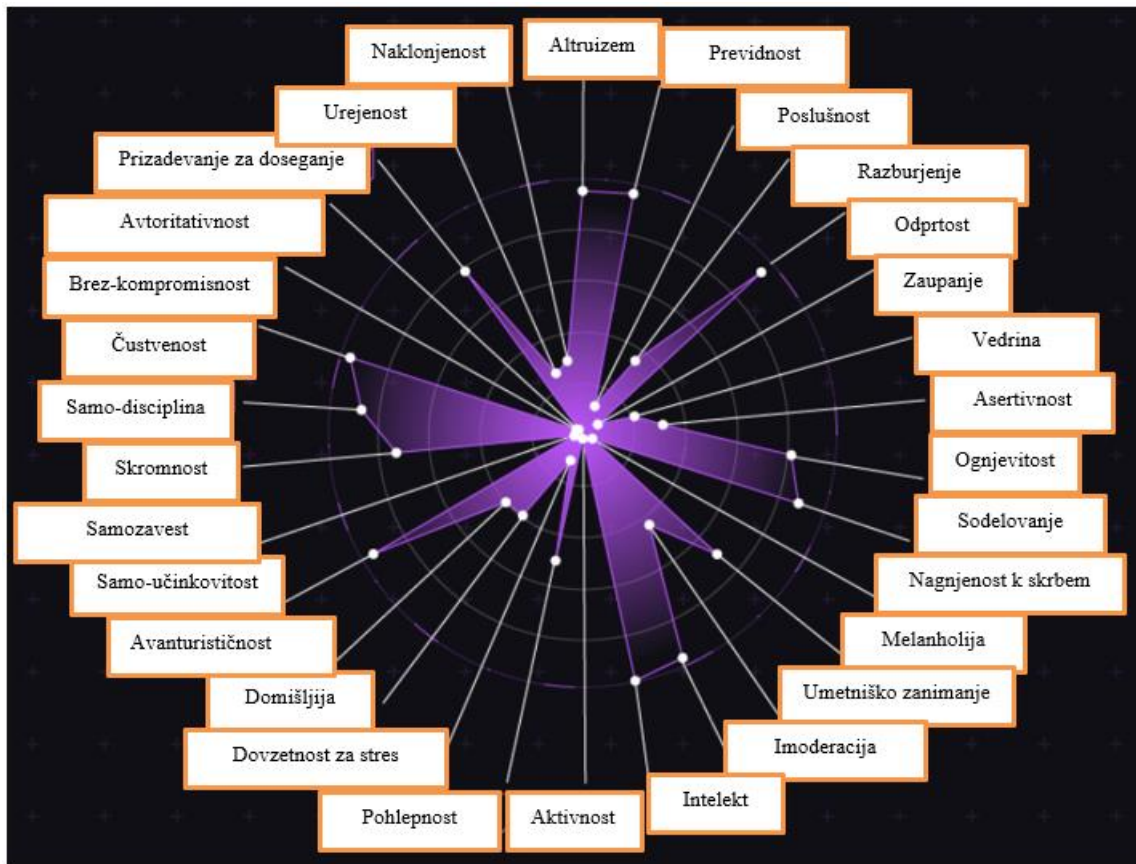 Altruizem
Previdnost
Poslušnost
Razburjenje
Odprtost
Zaupanje
Vedrina
Asertivnost
Ognjevitost
Sodelovanje
Nagnjenost k skrbem
Melanholija
Umetniško zanimanje
Imoderacija
Intelekt
Aktivnost
Pohlepnost
Dovzetnost za stres
Domišljija
Avanturističnost
Samo-učinkovitost
Samozavest
Skromnost
Samo-disciplina
Čustvenost
Brez-kompromisnost
Avtoritativnost
Prizadevanje za doseganje
Urejenost
Naklonjenost